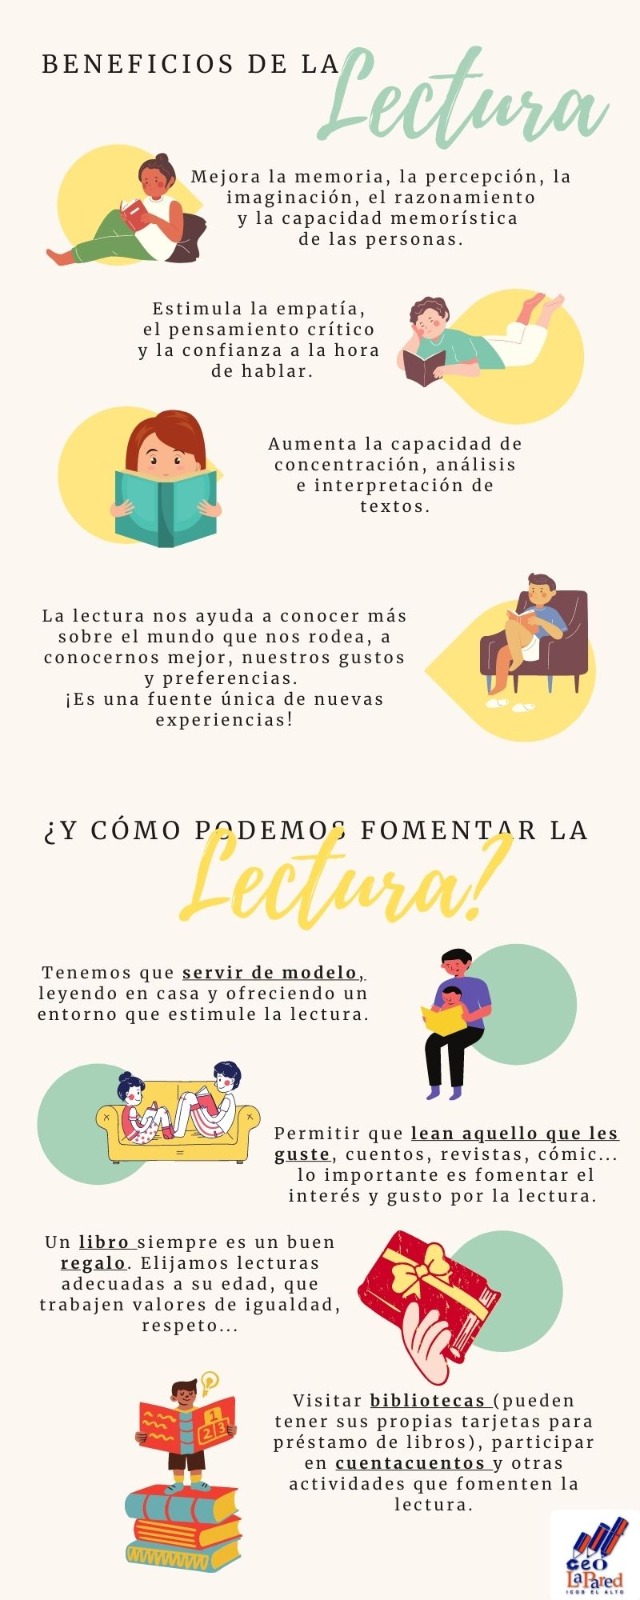 BENEFICIOS DE LA
Lectura
Mejora la memoria, la percepción, la
imaginación, el razonamiento
y la capacidad memorística
de las personas.
Estimula la empatía,
el pensamiento crítico
y la confianza a la hora
de hablar.
Aumenta la capacidad de
concentración, análisis
e interpretación de
textos.
La lectura nos ayuda a conocer más
sobre el mundo que nos rodea, a
conocernos mejor, nuestros gustos
y preferencias.
¡Es una fuente única de nuevas
experiencias!
¿Y CÓMO PODEMOS FOMENTAR LA
Lectura?
Tenemos que servir de modelo,
leyendo en casa y ofreciendo un
entorno que estimule la lectura.
Permitir que lean aquello que les
guste, cuentos, revistas, cómic...
lo importante es fomentar el
interés y gusto por la lectura.
Un libro siempre es un buen
regalo. Elijamos lecturas
adecuadas a su edad, que
trabajen valores de igualdad,
respeto...
1
2 3
Visitar bibliotecas (pueden
tener sus propias tarjetas para
préstamo de libros), participar
en cuentacuentos y otras
actividades que fomenten la
lectura.
ceo
LaPared
ICOD EL ALTO